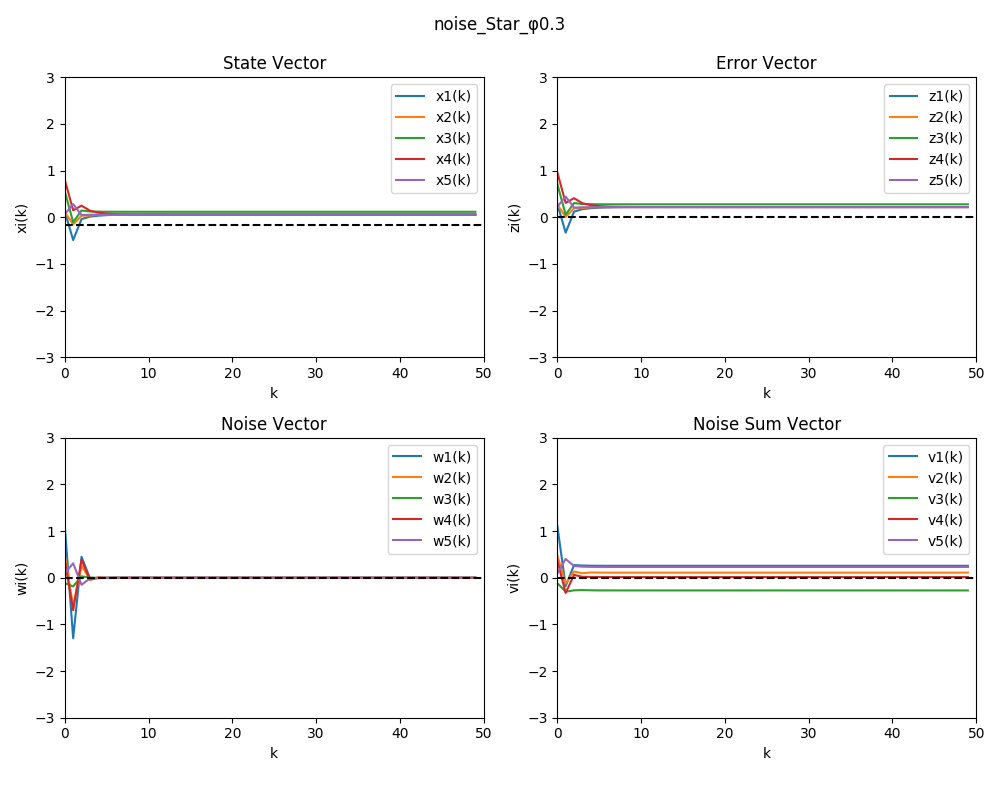 noise_Star_φ0.3
State Vector
3
2
1
0
−1
−2
−3
xi(k)
0 10 20 30 40 50
k
x1(k)
x2(k)
x3(k)
x4(k)
x5(k)
Error Vector
3
2
1
0
−1
−2
−3
zi(k)
0 10 20 30 40 50
k
z1(k)
z2(k)
z3(k)
z4(k)
z5(k)
Noise Vector
3
2
1
0
−1
−2
−3
wi(k)
0 10 20 30 40 50
k
w1(k)
w2(k)
w3(k)
w4(k)
w5(k)
Noise Sum Vector
3
2
1
0
−1
−2
−3
vi(k)
0 10 20 30 40 50
k
v1(k)
v2(k)
v3(k)
v4(k)
v5(k)